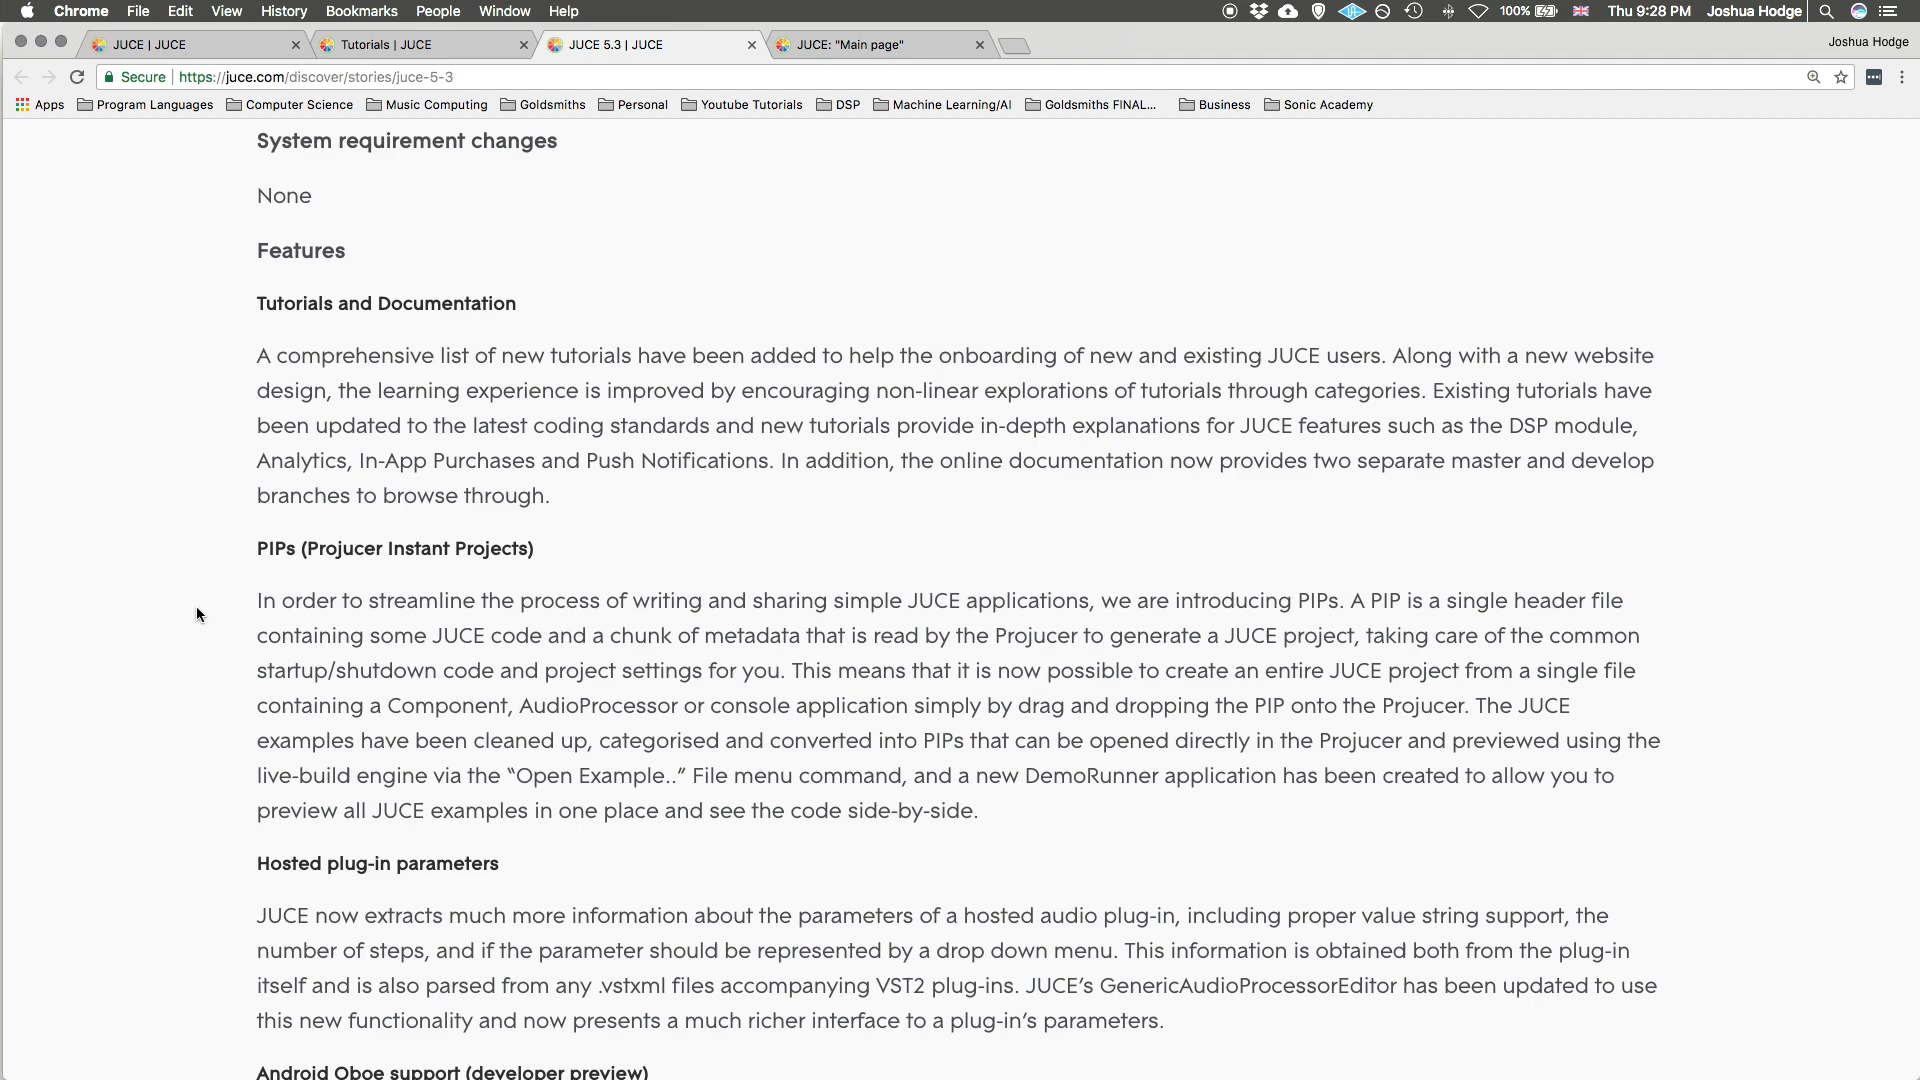 Chrome File Edit View History Bookmarks People Window Help 100% Thu 9:28 PM Joshua Hodge
JUCE | JUCE Tutorials | JUCE JUCE 5.3 | JUCE JUCE: "Main page" Joshua Hodge
Secure https://juce.com/discover/stories/juce-5-3
Apps Program Languages Computer Science Music Computing Goldsmiths Personal Youtube Tutorials DSP Machine Learning/AI Goldsmiths FINAL... Business Sonic Academy
System requirement changes
None
Features
Tutorials and Documentation
A comprehensive list of new tutorials have been added to help the onboarding of new and existing JUCE users. Along with a new website
design, the learning experience is improved by encouraging non-linear explorations of tutorials through categories. Existing tutorials have
been updated to the latest coding standards and new tutorials provide in-depth explanations for JUCE features such as the DSP module,
Analytics, In-App Purchases and Push Notifications. In addition, the online documentation now provides two separate master and develop
branches to browse through.
PIPs (Projucer Instant Projects)
In order to streamline the process of writing and sharing simple JUCE applications, we are introducing PIPs. A PIP is a single header file
containing some JUCE code and a chunk of metadata that is read by the Projucer to generate a JUCE project, taking care of the common
startup/shutdown code and project settings for you. This means that it is now possible to create an entire JUCE project from a single file
containing a Component, AudioProcessor or console application simply by drag and dropping the PIP onto the Projucer. The JUCE
examples have been cleaned up, categorised and converted into PIPs that can be opened directly in the Projucer and previewed using the
live-build engine via the “Open Example..” File menu command, and a new DemoRunner application has been created to allow you to
preview all JUCE examples in one place and see the code side-by-side.
Hosted plug-in parameters
JUCE now extracts much more information about the parameters of a hosted audio plug-in, including proper value string support, the
number of steps, and if the parameter should be represented by a drop down menu. This information is obtained both from the plug-in
itself and is also parsed from any .vstxml files accompanying VST2 plug-ins. JUCE’s GenericAudioProcessorEditor has been updated to use
this new functionality and now presents a much richer interface to a plug-in’s parameters.
Android Oboe support (developer preview)